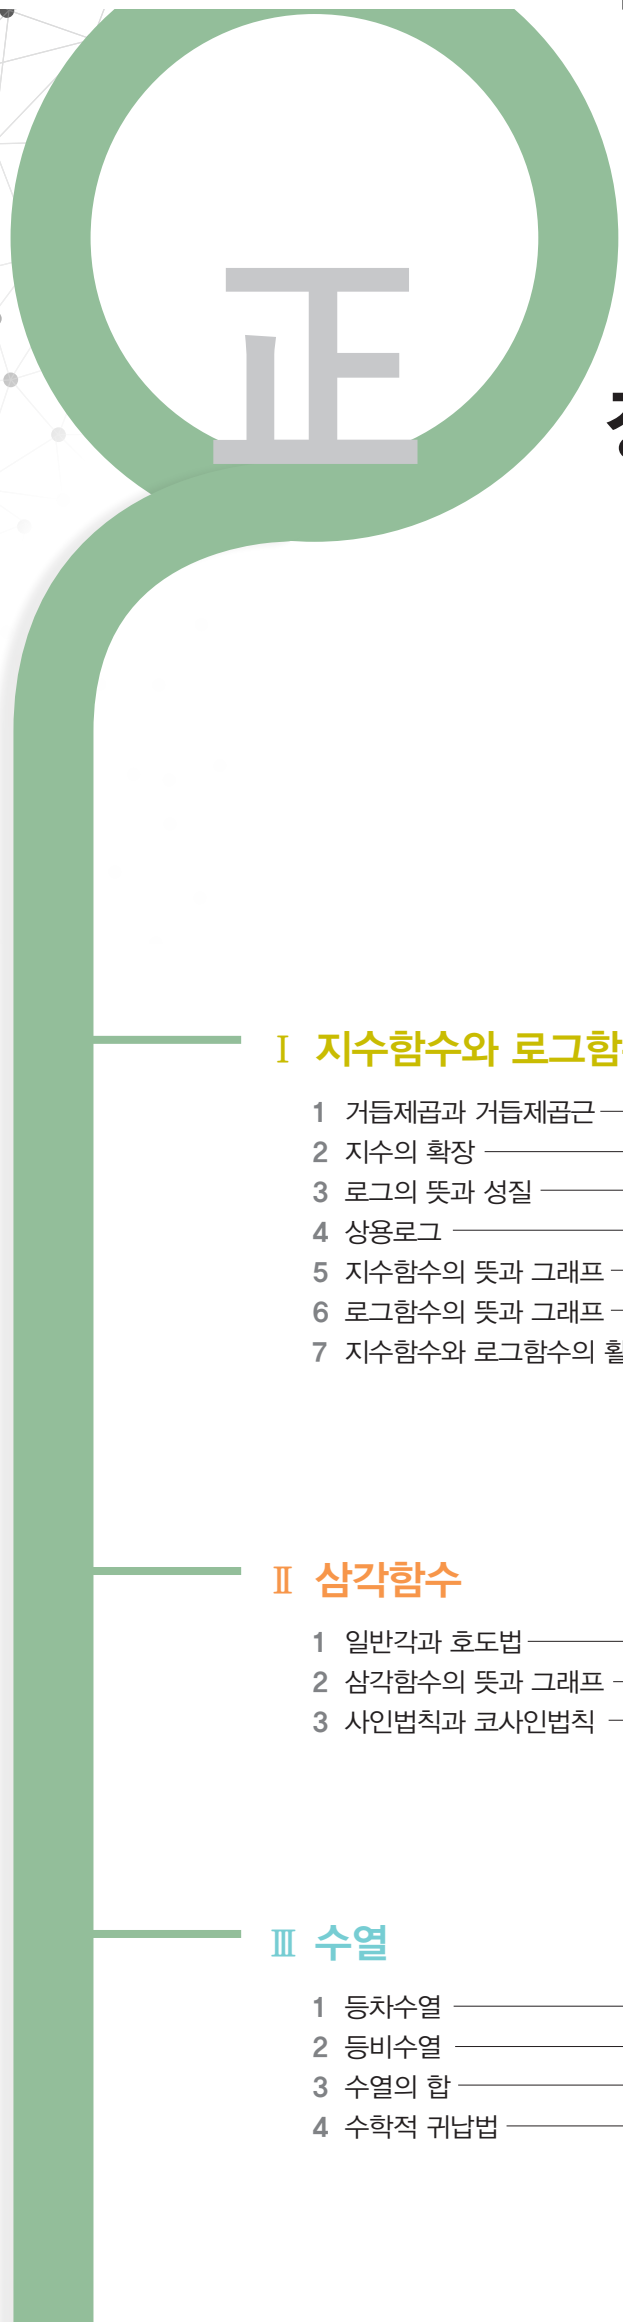 正
Ⅰ 지수함수와 로그함
1 거듭제곱과 거듭제곱근
2 지수의 확장
3 로그의 뜻과 성질
4 상용로그
5 지수함수의 뜻과 그래프
6 로그함수의 뜻과 그래프
7 지수함수와 로그함수의 활
Ⅱ 삼각함수
1 일반각과 호도법
2 삼각함수의 뜻과 그래프
3 사인법칙과 코사인법칙
Ⅲ 수열
1 등차수열
2 등비수열
3 수열의 합
4 수학적 귀납법